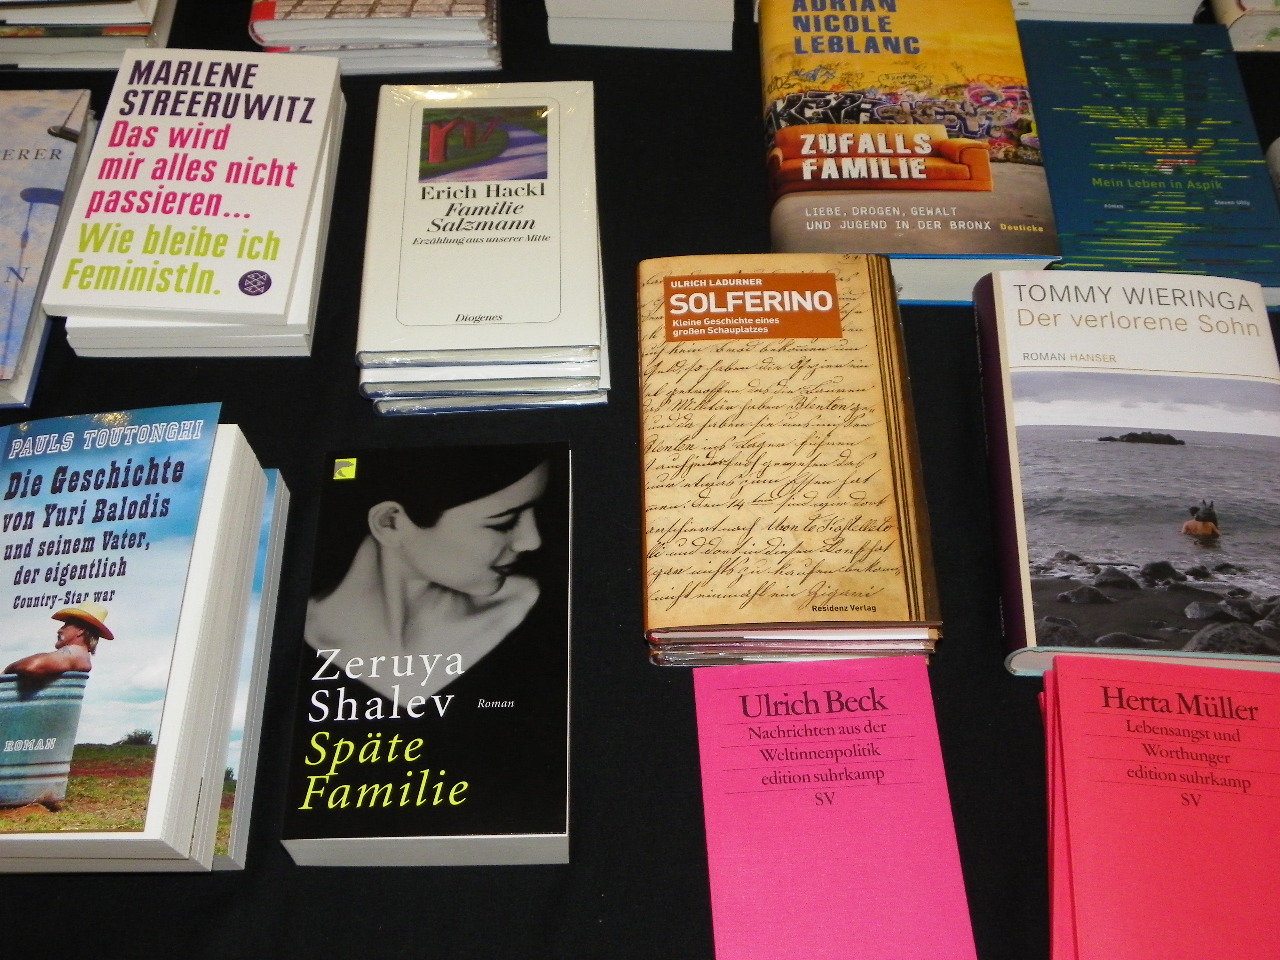 ERER
N
MARLENE
STREERUWITZ
Das wird
mir alles nicht
passieren...
Wie bleibe ich
FeministIn.
Erich Hackl
Familie
Salzmann
Erzählung aus unserer Mitte
Diogenes
ADRIAN
NICOLE
LEBLANC
ZUFALLS
FAMILIE
LIEBE, DROGEN, GEWALT
UND JUGEND IN DER BRONX Deuticke
Mein Leben in Aspik
ROMAN
ULRICH LADURNER
SOLFERINO
Kleine Geschichte eines
großen Schauplatzes
Residenz Verlag
TOMMY WIERINGA
Der verlorene Sohn
ROMAN HANSER
PAULS TOUTONGHI
Die Geschichte
von Yuri Balodis
und seinem Vater,
der eigentlich
Country-Star war
ROMAN
Zeruya
Shalev Roman
Späte
Familie
Ulrich Beck
Nachrichten aus der
Weltinnenpolitik
edition suhrkamp
SV
Herta Müller
Lebensangst und
Worthunger
edition suhrkamp
SV